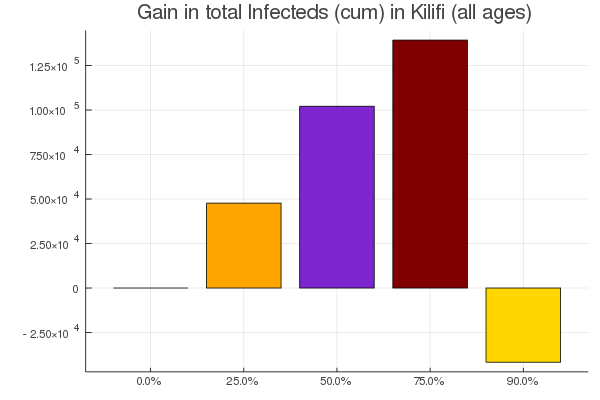 Gain in total Infecteds (cum) in Kilifi (all ages)
1.25×10 5
1.00×10 5
750×10 4
5.00×10 4
2.50×10 4
0
- 2.50×10 4
0.0% 25.0% 50.0% 75.0% 90.0%